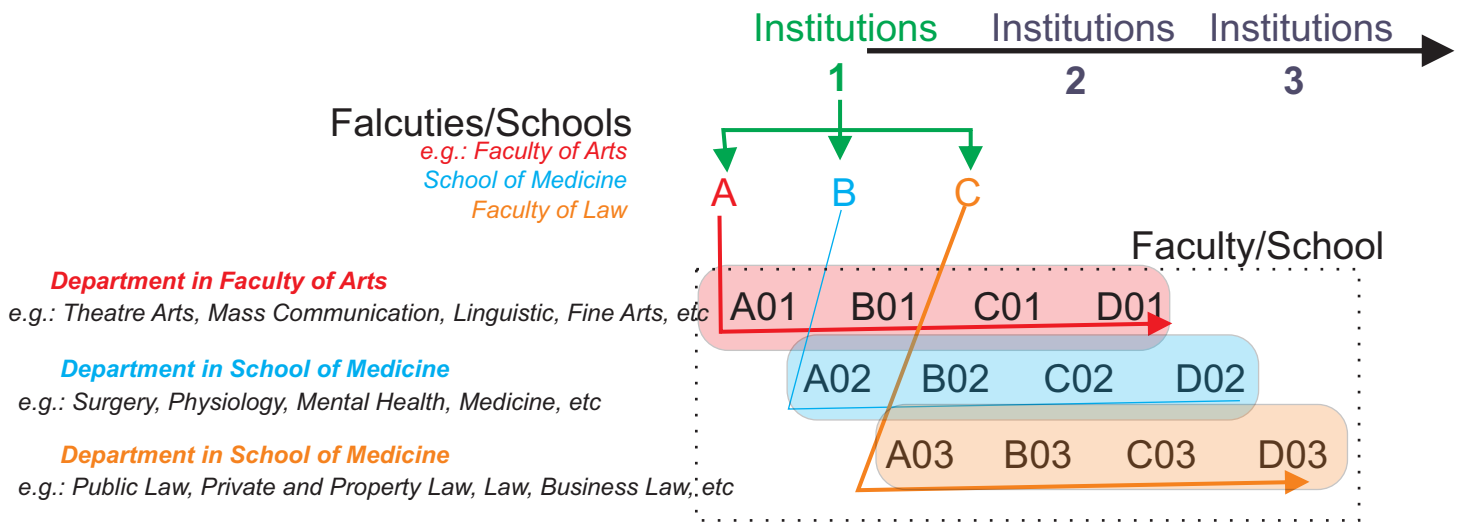 Institutions Institutions Institutions
1 2 3
Falcuties/Schools
e.g.: Faculty of Arts
School of Medicine
Faculty of Law
A B C
Faculty/School
Department in Faculty of Arts
e.g.: Theatre Arts, Mass Communication, Linguistic, Fine Arts, etc
A01 B01 C01 D01
Department in School of Medicine
e.g.: Surgery, Physiology, Mental Health, Medicine, etc
A02 B02 C02 D02
Department in School of Medicine
e.g.: Public Law, Private and Property Law, Law, Business Law, etc
A03 B03 C03 D03